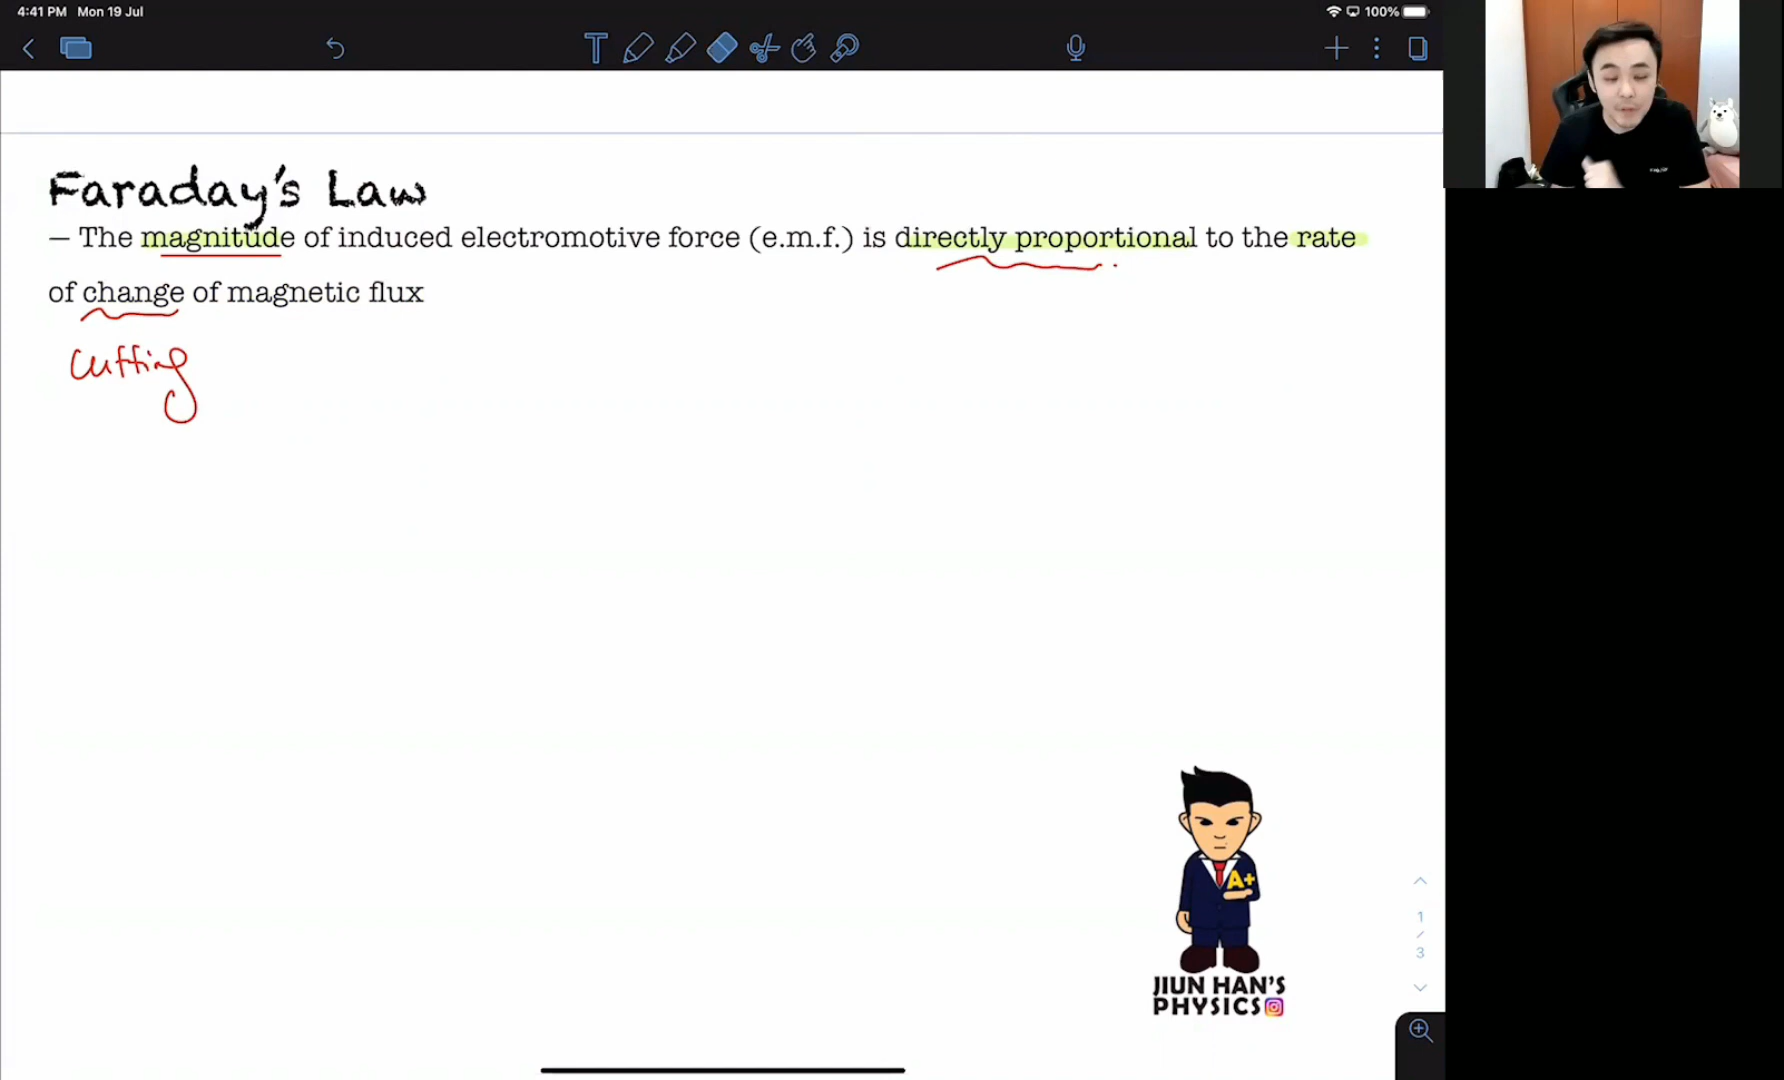 4:41 PM Mon 19 Jul
100%
Faraday's Law
– The magnitude of induced electromotive force (e.m.f.) is directly proportional to the rate
of change of magnetic flux
Cutting
A+
1
/
3
JIUN HAN'S
PHYSICS